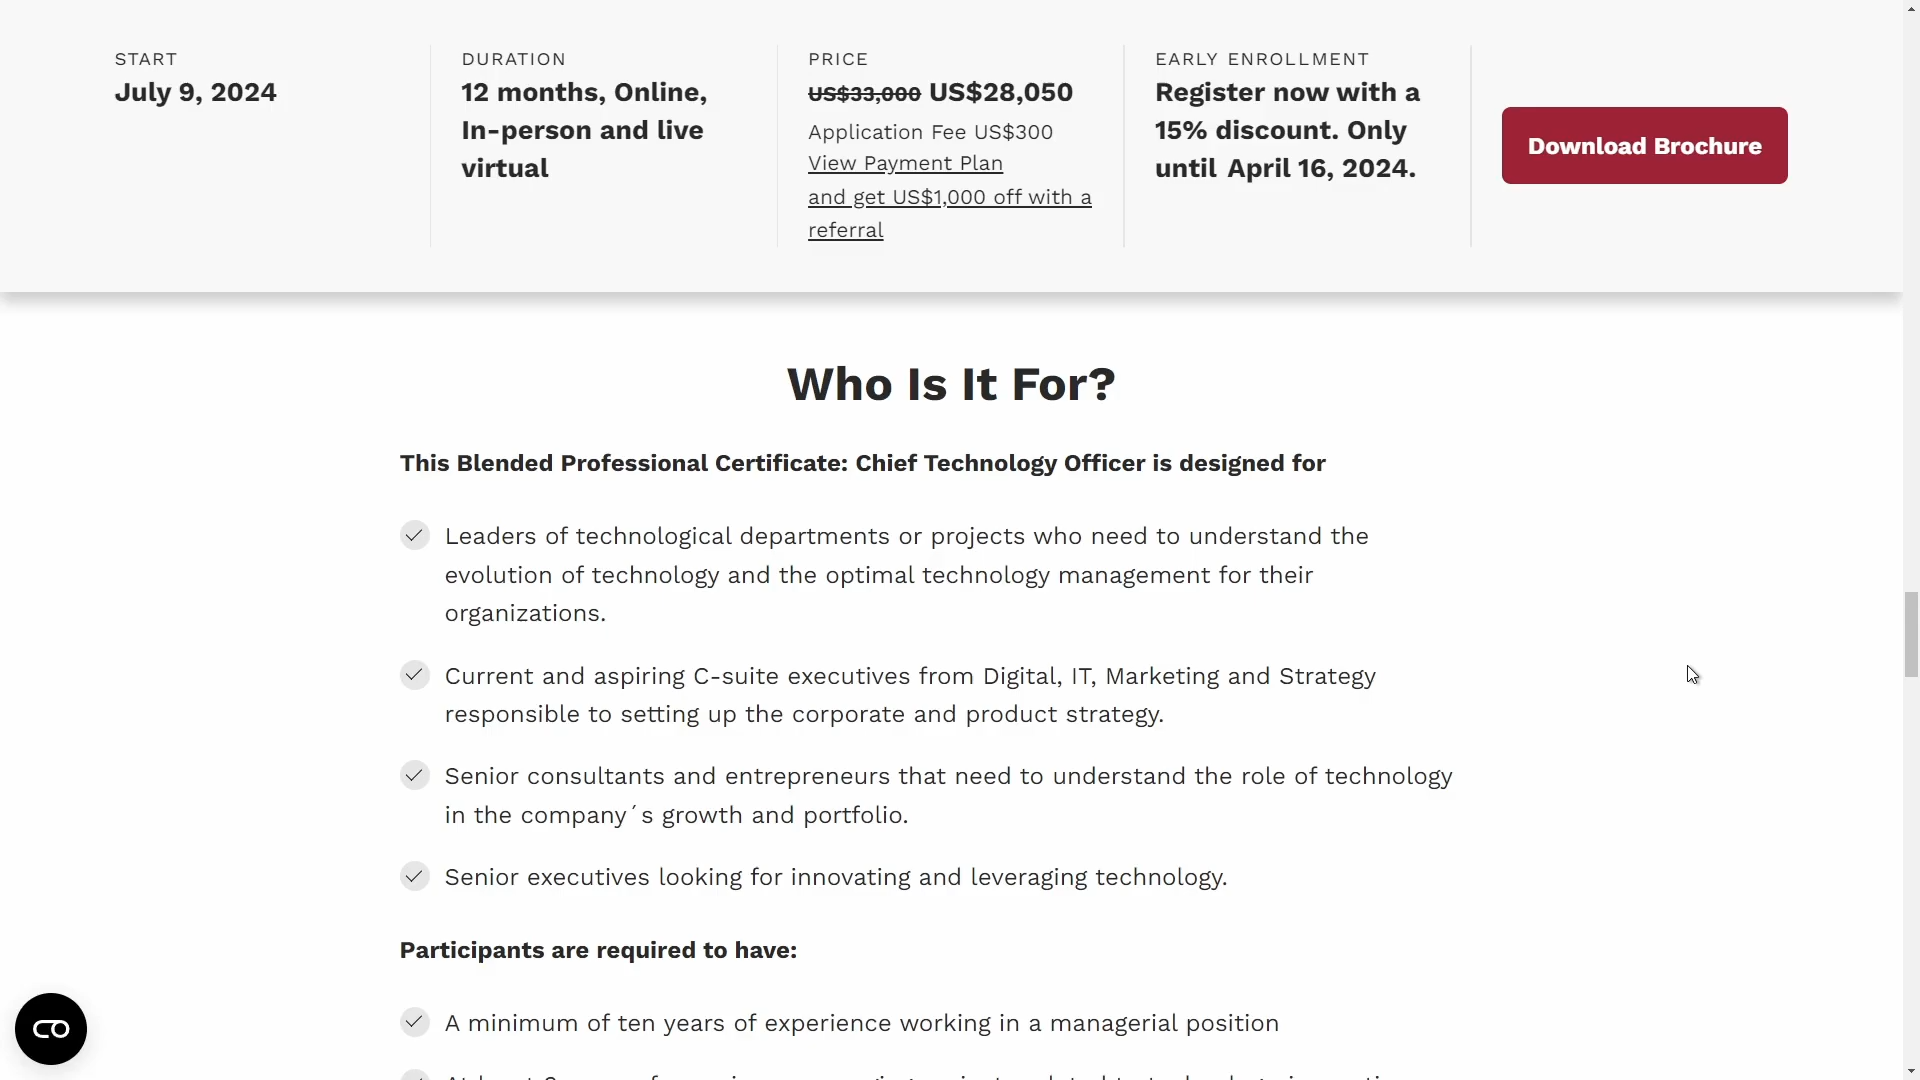 START
July 9, 2024
DURATION
12 months, Online,
In-person and live
virtual
PRICE
US$33,000 US$28,050
Application Fee US$300
View Payment Plan
and get US$1,000 off with a
referral
EARLY ENROLLMENT
Register now with a
15% discount. Only
until April 16, 2024.
Download Brochure
Who Is It For?
This Blended Professional Certificate: Chief Technology Officer is designed for
Leaders of technological departments or projects who need to understand the
evolution of technology and the optimal technology management for their
organizations.
Current and aspiring C-suite executives from Digital, IT, Marketing and Strategy
responsible to setting up the corporate and product strategy.
Senior consultants and entrepreneurs that need to understand the role of technology
in the company´s growth and portfolio.
Senior executives looking for innovating and leveraging technology.
Participants are required to have:
A minimum of ten years of experience working in a managerial position